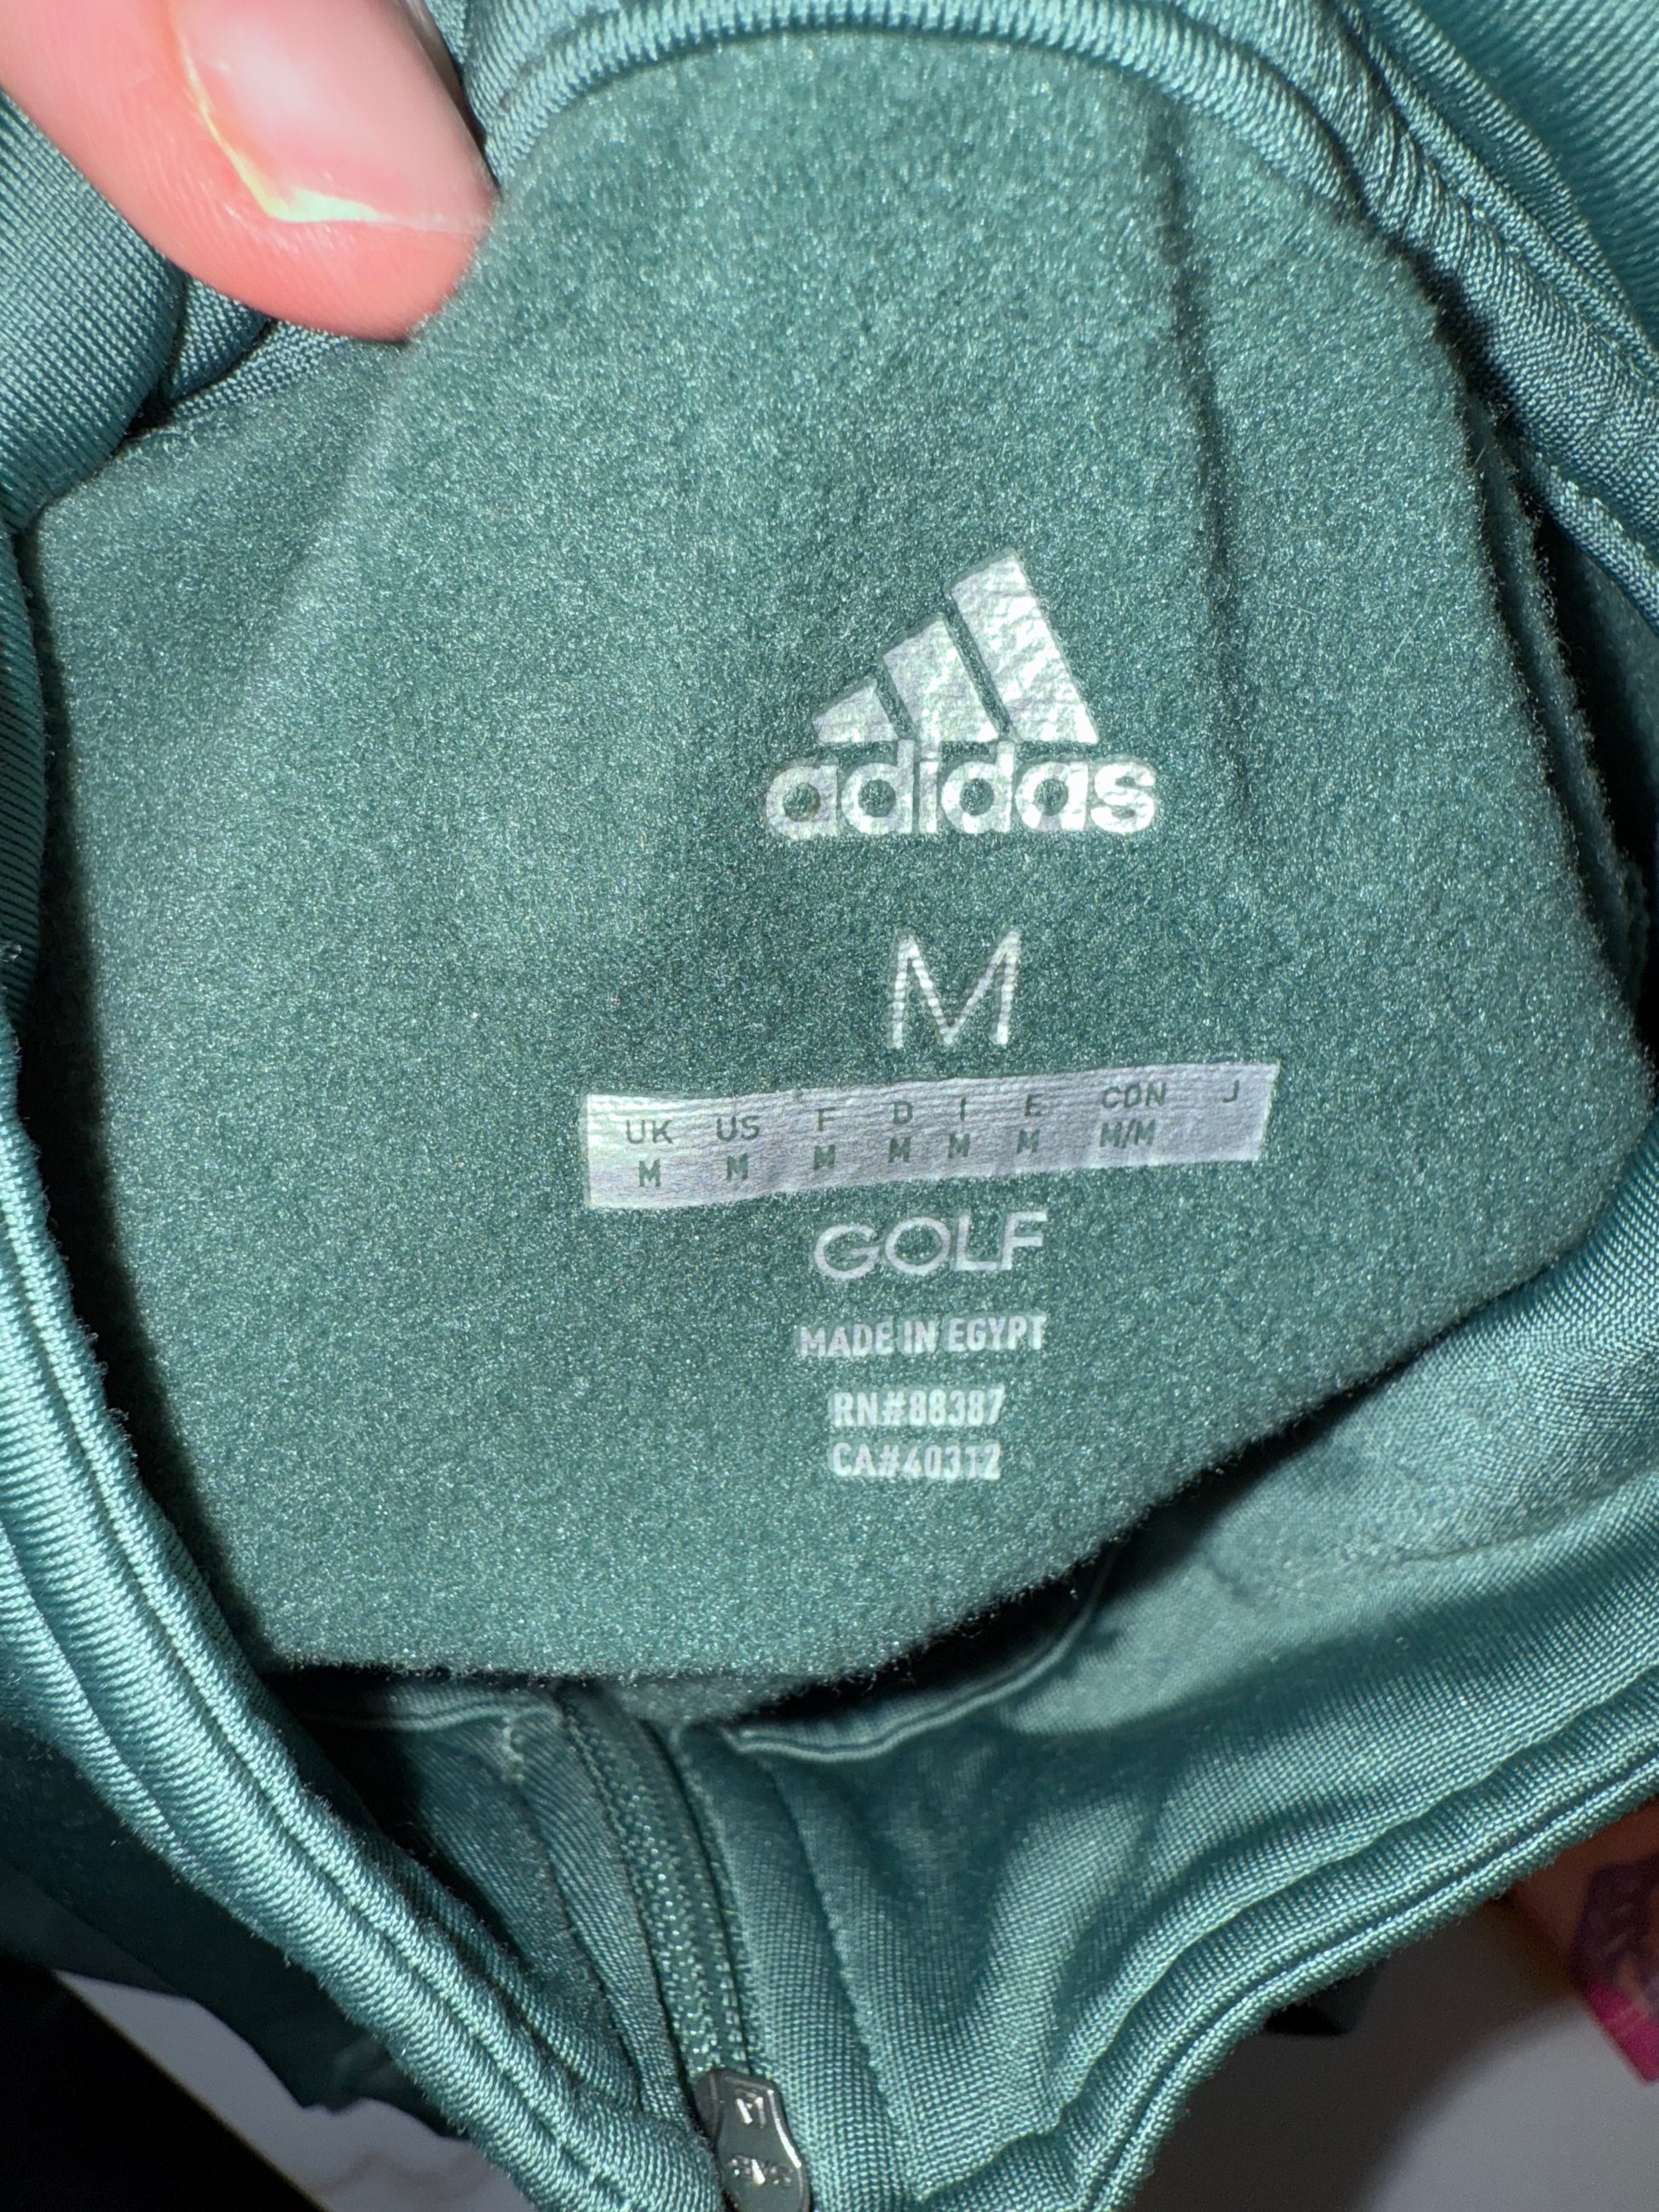 adidas
M
UK US F D I E CON J
M M M M M M M/M
GOLF
MADE IN EGYPT
RN#88387
CA#40312